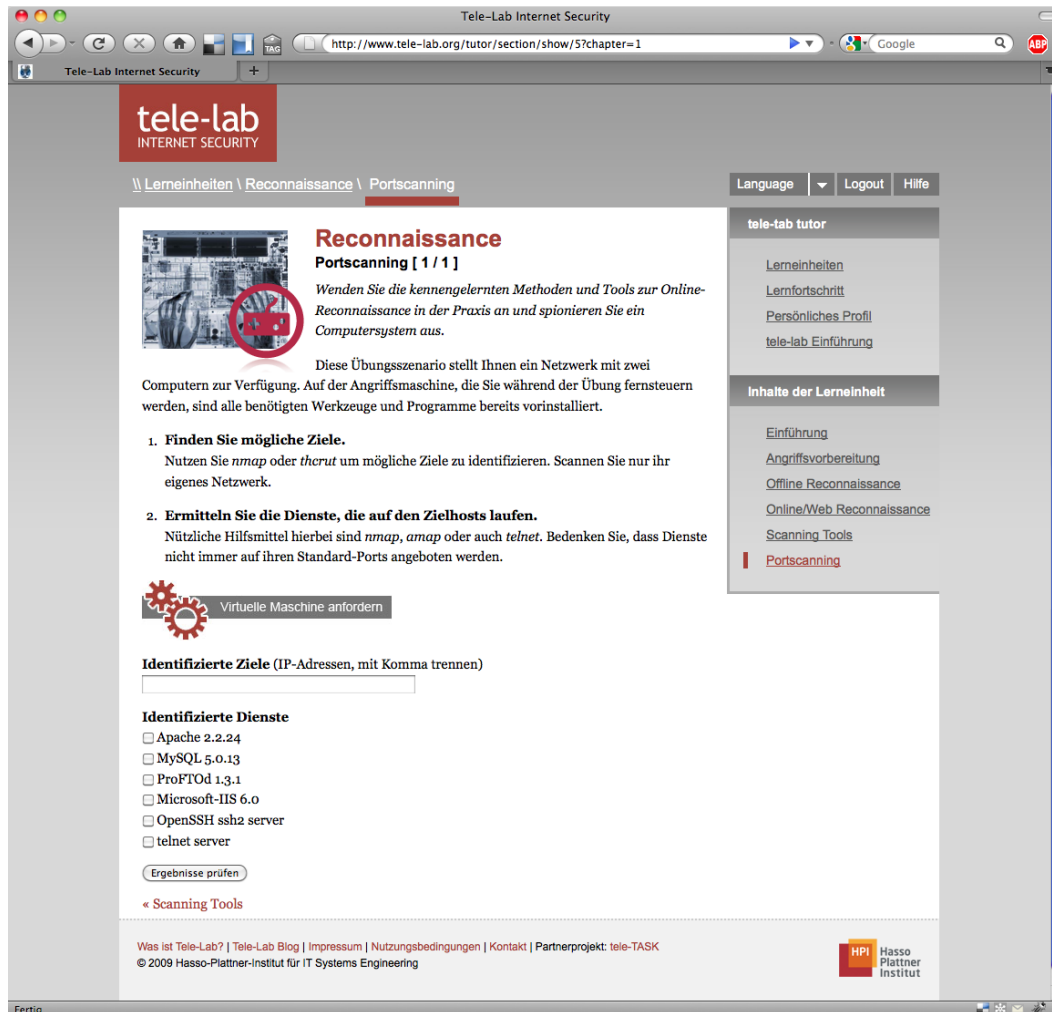 Tele-Lab Internet Security
TAG
http://www.tele-lab.org/tutor/section/show/5?chapter=1
Google
ABP
Tele-Lab Internet Security
+
tele-lab
INTERNET SECURITY
\\ Lerneinheiten \ Reconnaissance \ Portscanning
Language
Logout
Hilfe
Reconnaissance
Portscanning [ 1 / 1 ]
Wenden Sie die kennengelernten Methoden und Tools zur Online-
Reconnaissance in der Praxis an und spionieren Sie ein
Computersystem aus.
Diese Übungsszenario stellt Ihnen ein Netzwerk mit zwei
Computern zur Verfügung. Auf der Angriffsmaschine, die Sie während der Übung fernsteuern
werden, sind alle benötigten Werkzeuge und Programme bereits vorinstalliert.
1. Finden Sie mögliche Ziele.
Nutzen Sie nmap oder thcrut um mögliche Ziele zu identifizieren. Scannen Sie nur ihr
eigenes Netzwerk.
2. Ermitteln Sie die Dienste, die auf den Zielhosts laufen.
Nützliche Hilfsmittel hierbei sind nmap, amap oder auch telnet. Bedenken Sie, dass Dienste
nicht immer auf ihren Standard-Ports angeboten werden.
Virtuelle Maschine anfordern
Identifizierte Ziele (IP-Adressen, mit Komma trennen)
Identifizierte Dienste
Apache 2.2.24
MySQL 5.0.13
ProFTOd 1.3.1
Microsoft-IIS 6.0
OpenSSH ssh2 server
telnet server
Ergebnisse prüfen
« Scanning Tools
tele-tab tutor
Lerneinheiten
Lernfortschritt
Persönliches Profil
tele-lab Einführung
Inhalte der Lerneinheit
Einführung
Angriffsvorbereitung
Offline Reconnaissance
Online/Web Reconnaissance
Scanning Tools
Portscanning
Was ist Tele-Lab? | Tele-Lab Blog | Impressum | Nutzungsbedingungen | Kontakt | Partnerprojekt: tele-TASK
© 2009 Hasso-Plattner-Institut für IT Systems Engineering
HPI
Hasso
Plattner
Institut
Fertig